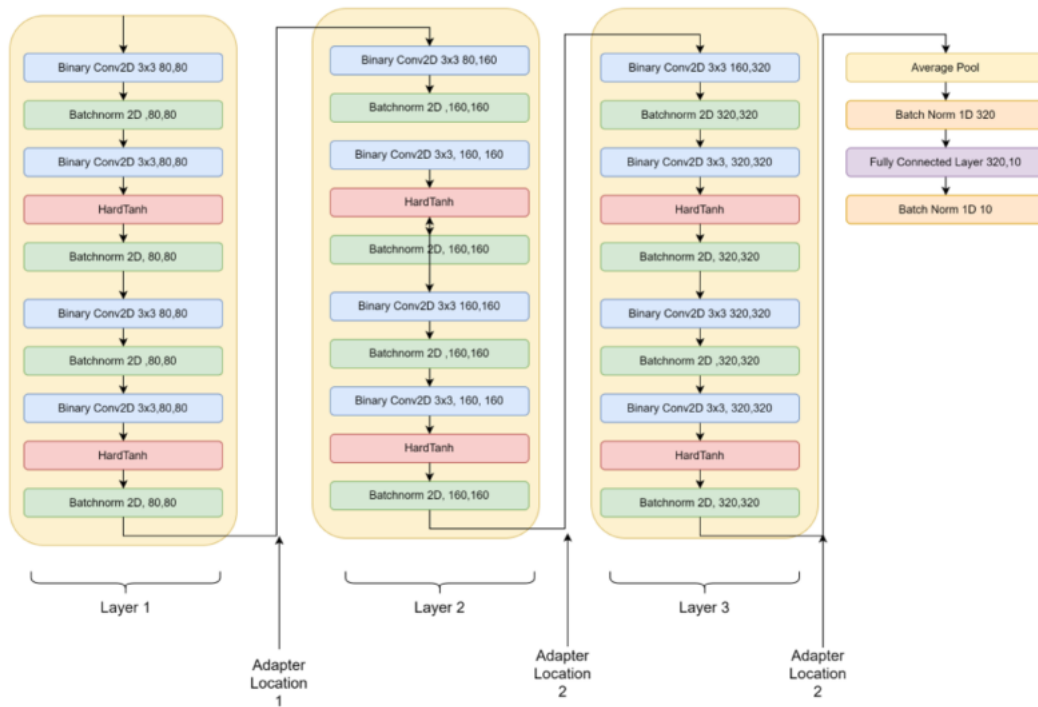 Binary Conv2D 3x3 80,80
Batchnorm 2D ,80,80
Binary Conv2D 3x3,80,80
HardTanh
Batchnorm 2D, 80,80
Binary Conv2D 3x3 80,80
Batchnorm 2D ,80,80
Binary Conv2D 3x3,80,80
HardTanh
Batchnorm 2D, 80,80
Layer 1
Adapter
Location
1
Binary Conv2D 3x3 80,160
Batchnorm 2D ,160,160
Binary Conv2D 3x3, 160, 160
HardTanh
Batchnorm 2D, 160,160
Binary Conv2D 3x3 160,160
Batchnorm 2D ,160,160
Binary Conv2D 3x3, 160, 160
HardTanh
Batchnorm 2D, 160,160
Layer 2
Adapter
Location
2
Binary Conv2D 3x3 160,320
Batchnorm 2D 320,320
Binary Conv2D 3x3, 320,320
HardTanh
Batchnorm 2D, 320,320
Binary Conv2D 3x3 320,320
Batchnorm 2D ,320,320
Binary Conv2D 3x3, 320,320
HardTanh
Batchnorm 2D, 320,320
Layer 3
Adapter
Location
2
Average Pool
Batch Norm 1D 320
Fully Connected Layer 320,10
Batch Norm 1D 10